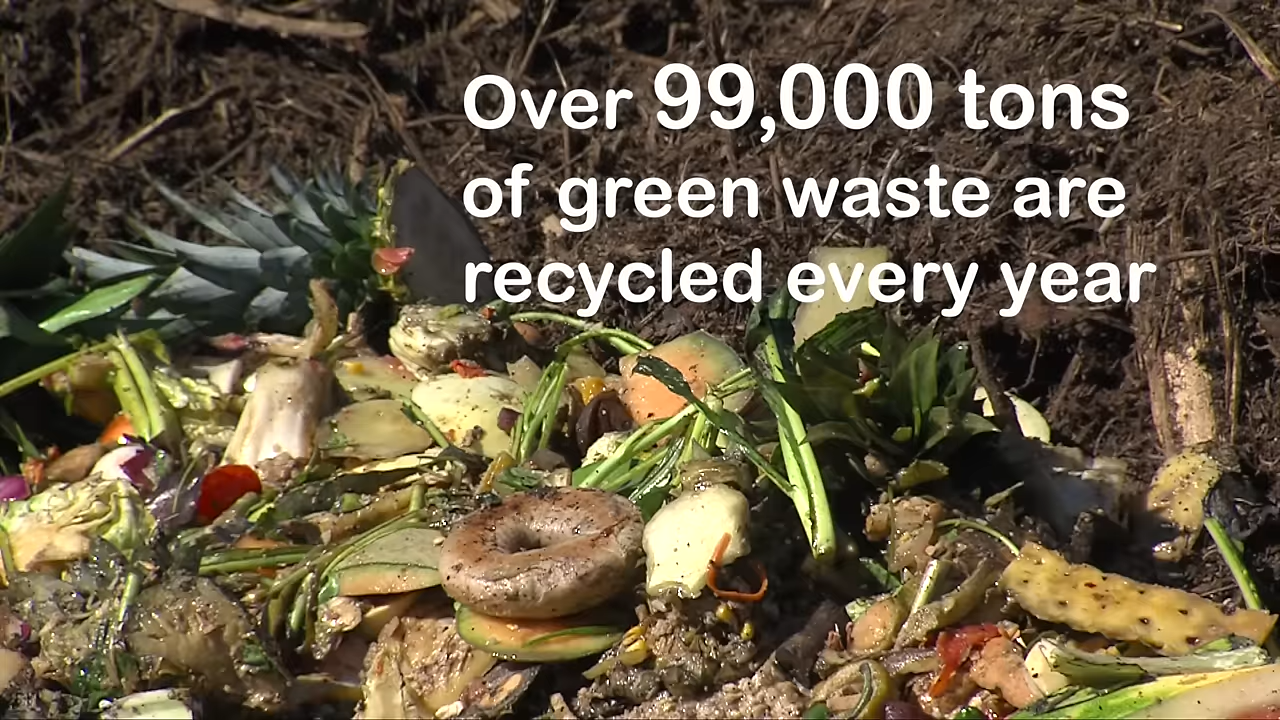 Over 99,000 tons
of green waste are
recycled every year